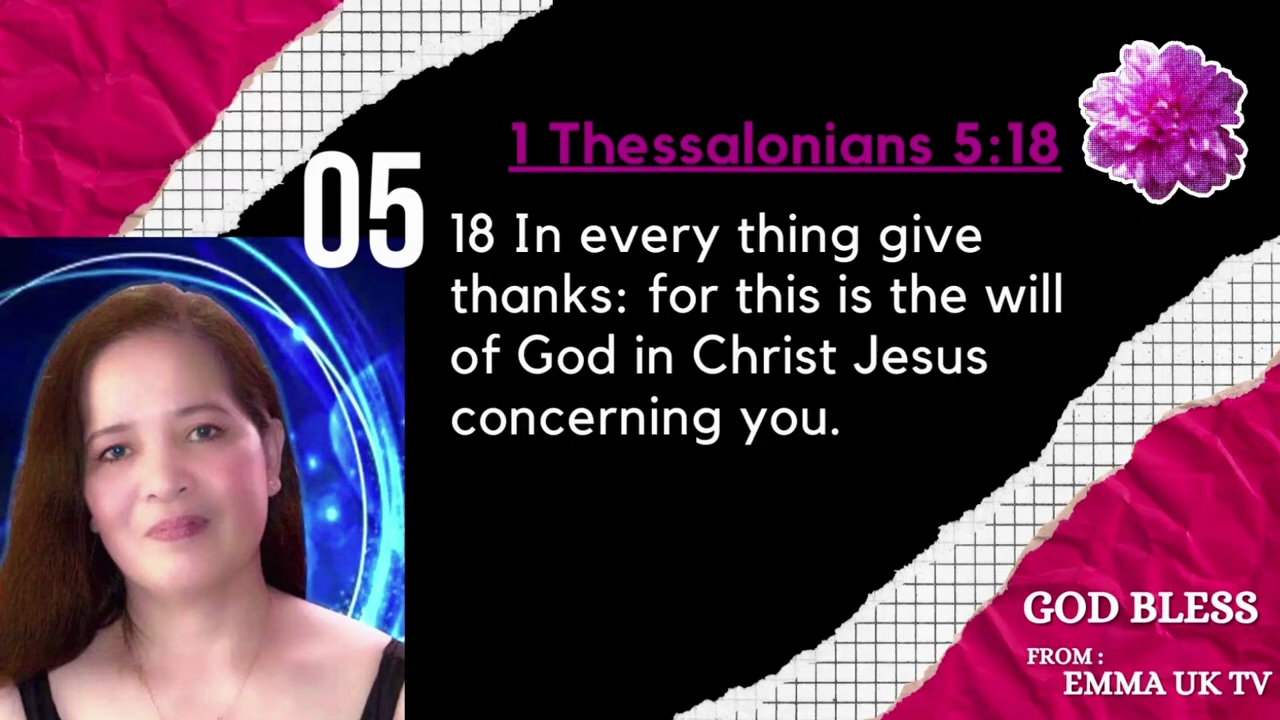 1 Thessalonians 5:18
05
18 In every thing give
thanks: for this is the will
of God in Christ Jesus
concerning you.
GOD BLESS
FROM :
EMMA UK TV